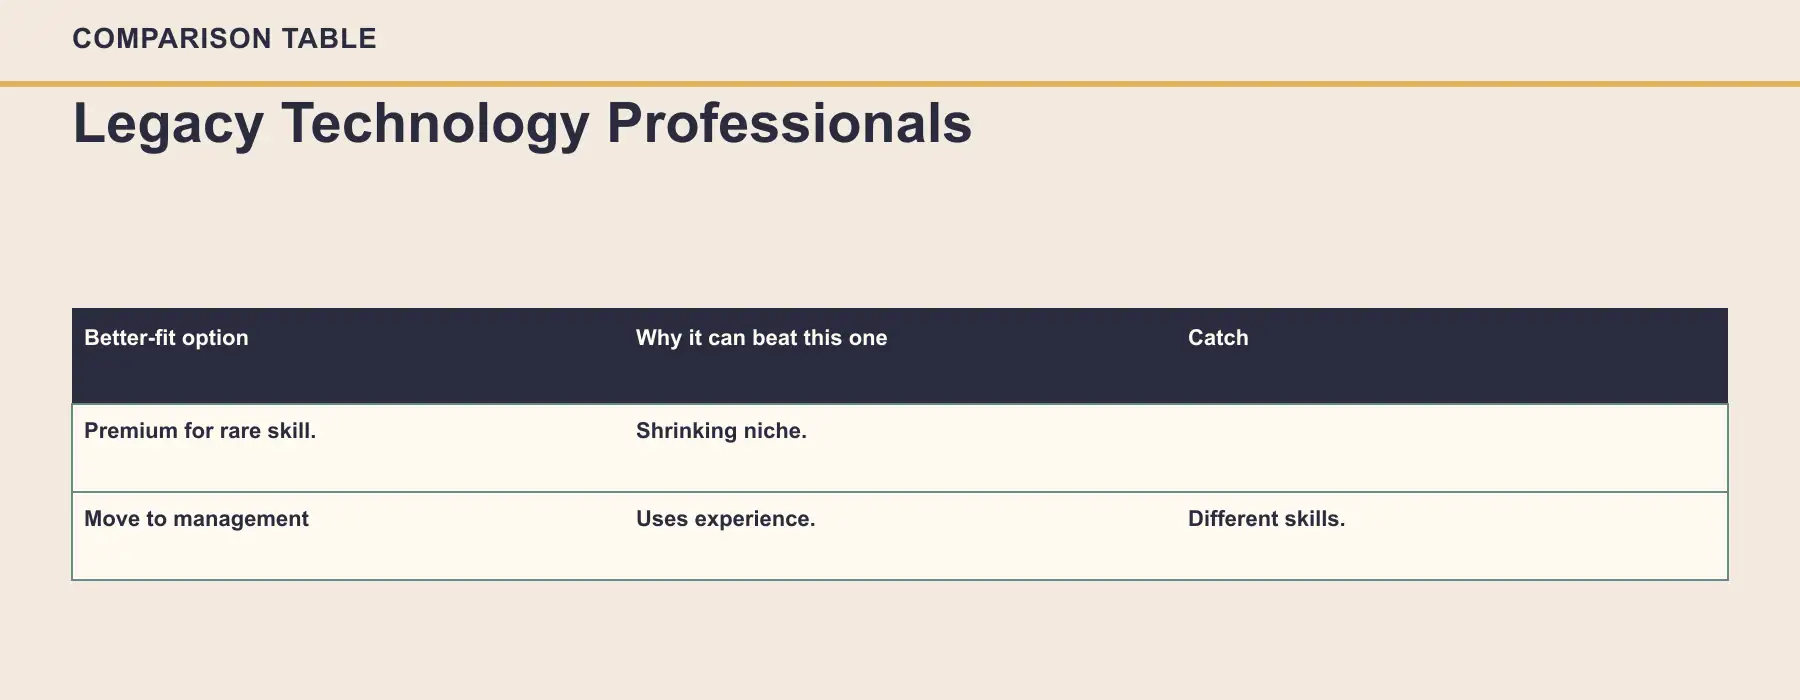 COMPARISON TABLE
Legacy Technology Professionals
Better-fit option Why it can beat this one Catch
Premium for rare skill. Shrinking niche.
Move to management Uses experience. Different skills.